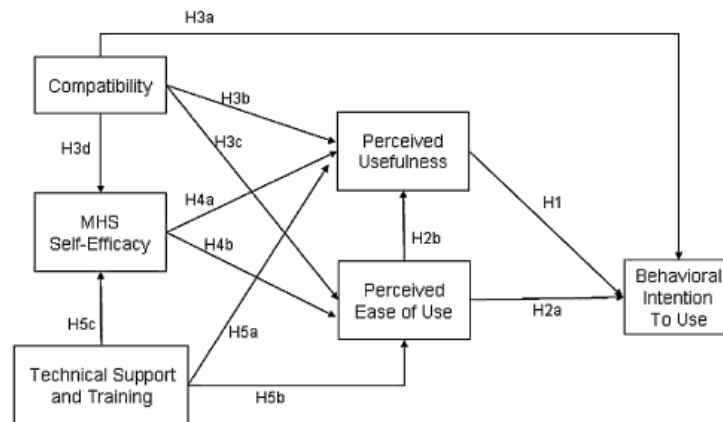 H3a
Compatibility
H3b
H3c
H3d
Perceived
Usefulness
MHS
Self-Efficacy
H4a
H4b
H1
H2b
Perceived
Ease of Use
H2a
Behavioral
Intention
To Use
H5c
H5a
Technical Support
and Training
H5b